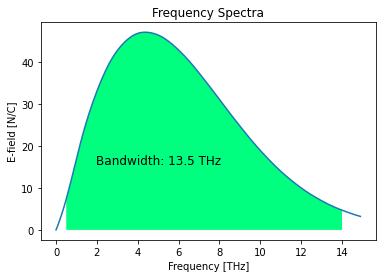 Frequency Spectra
40
30
20
10
0
E-field [N/C]
Bandwidth: 13.5 THz
0 2 4 6 8 10 12 14
Frequency [THz]